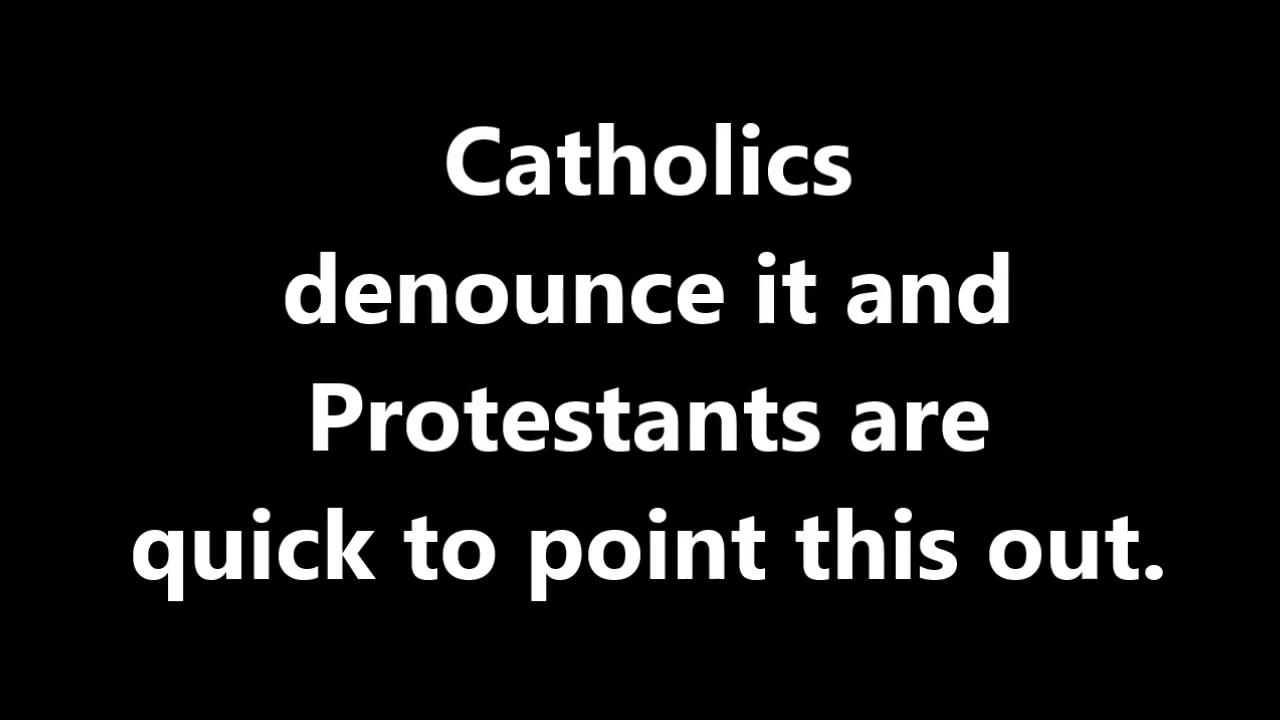 Catholics
denounce it and
Protestants are
quick to point this out.